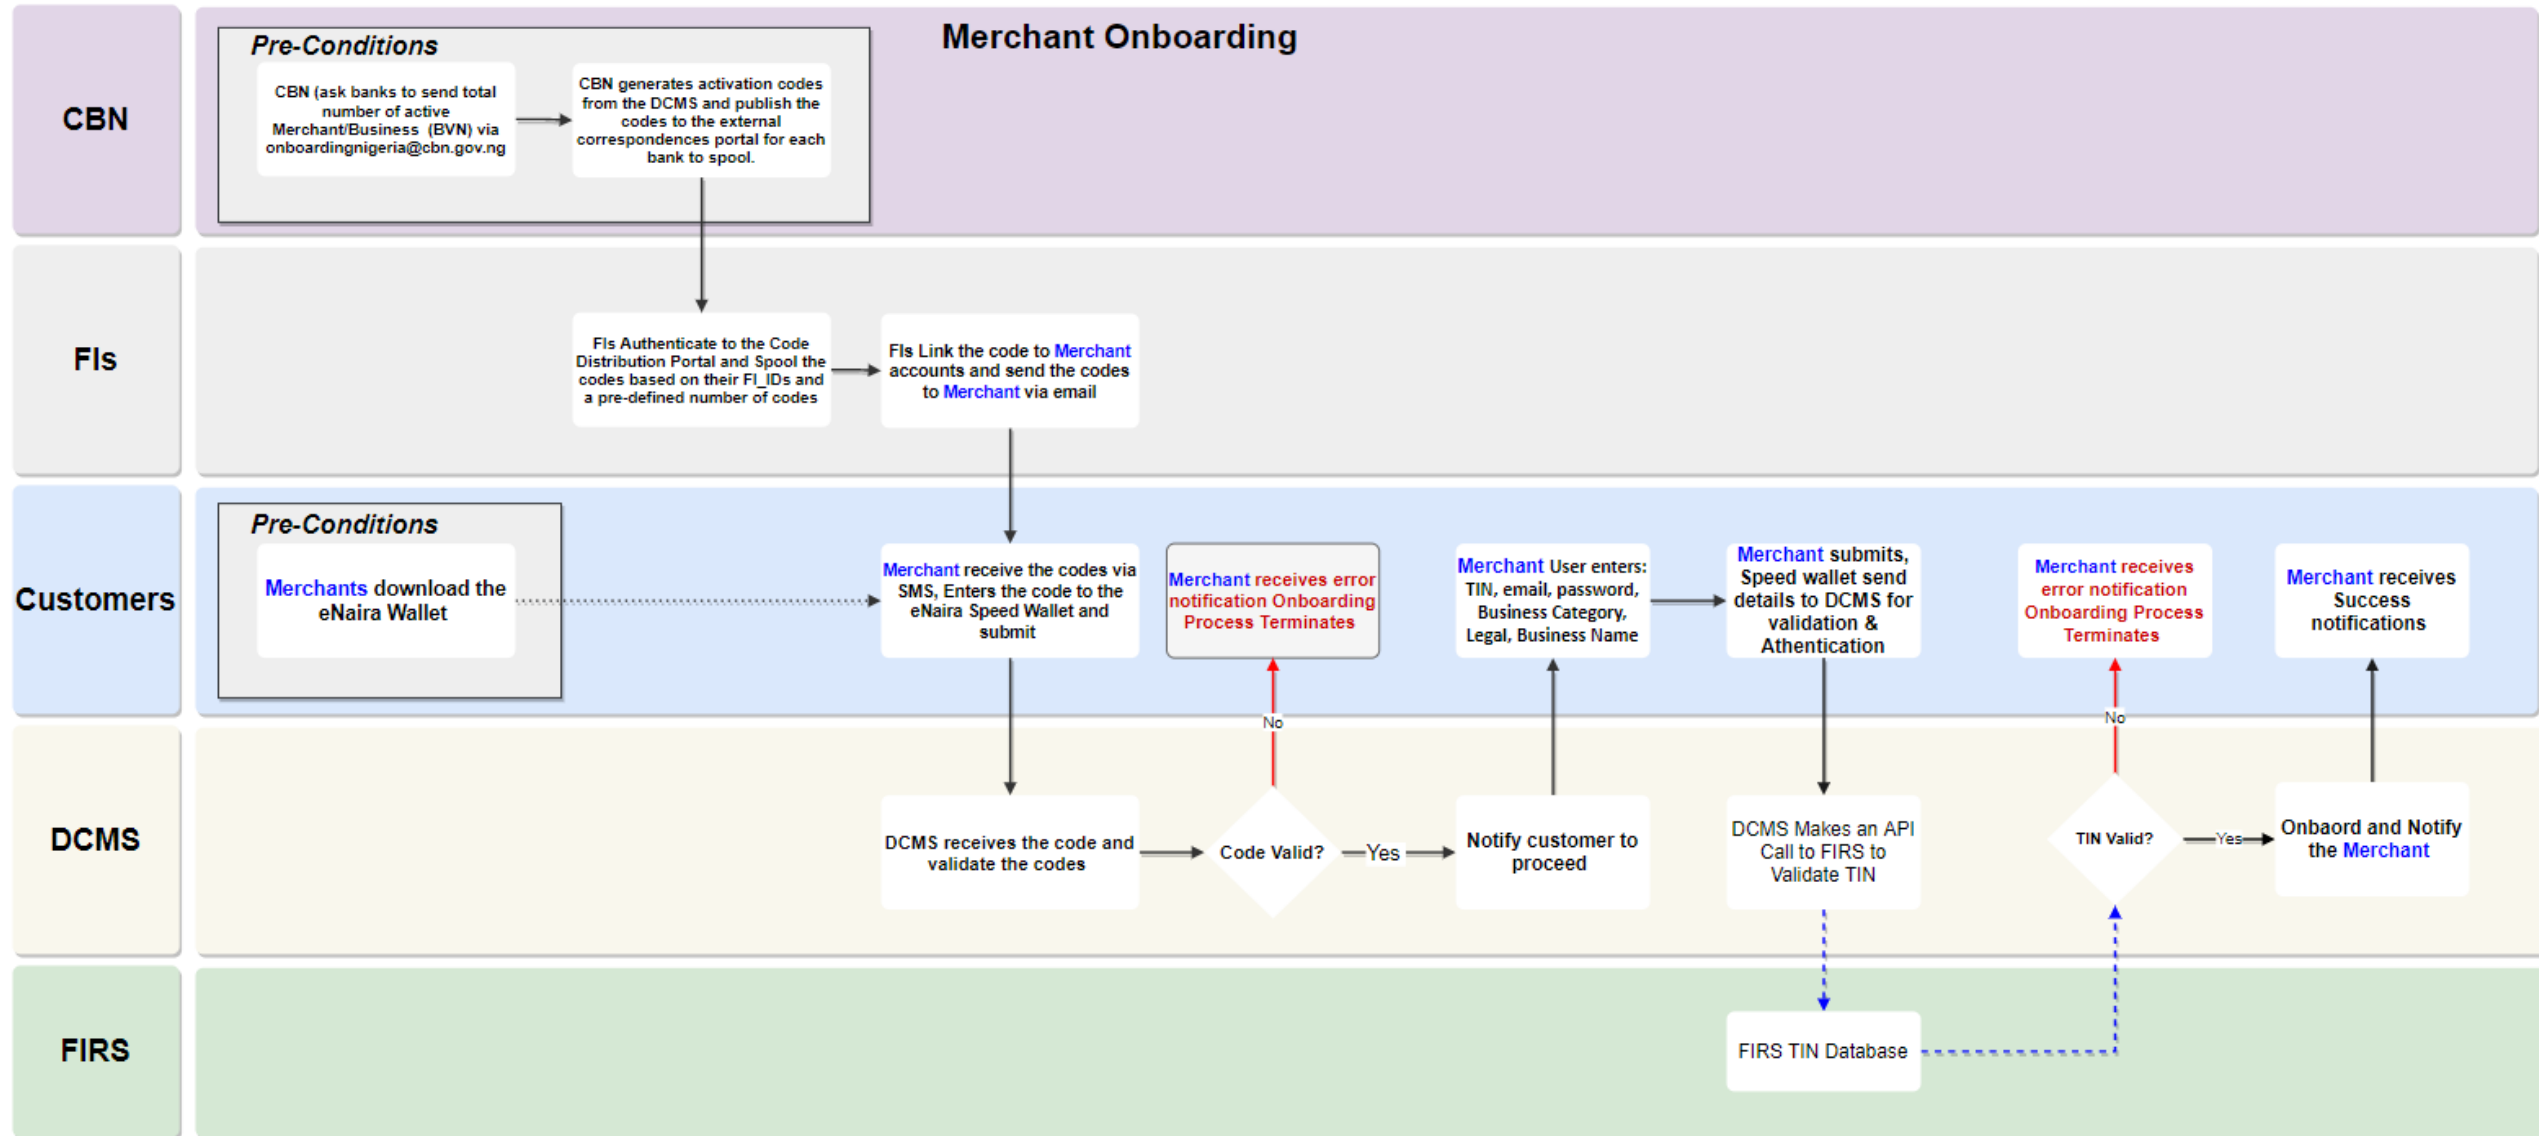 Merchant Onboarding
CBN
Pre-Conditions
CBN (ask banks to send total
number of active
Merchant/Business (BVN) via
onboardingnigeria@cbn.gov.ng
CBN generates activation codes
from the DCMS and publish the
codes to the external
correspondences portal for each
bank to spool.
FIs
FIs Authenticate to the Code
Distribution Portal and Spool the
codes based on their FI_IDs and
a pre-defined number of codes
FIs Link the code to Merchant
accounts and send the codes
to Merchant via email
Customers
Pre-Conditions
Merchants download the
eNaira Wallet
Merchant receive the codes via
SMS, Enters the code to the
eNaira Speed Wallet and
submit
Merchant receives error
notification Onboarding
Process Terminates
Merchant User enters:
TIN, email, password,
Business Category,
Legal, Business Name
Merchant submits,
Speed wallet send
details to DCMS for
validation &
Athentication
Merchant receives
error notification
Onboarding Process
Terminates
Merchant receives
Success
notifications
No
No
DCMS
DCMS receives the code and
validate the codes
Code Valid?
Yes
Notify customer to
proceed
DCMS Makes an API
Call to FIRS to
Validate TIN
TIN Valid?
Yes
Onbaord and Notify
the Merchant
FIRS
FIRS TIN Database